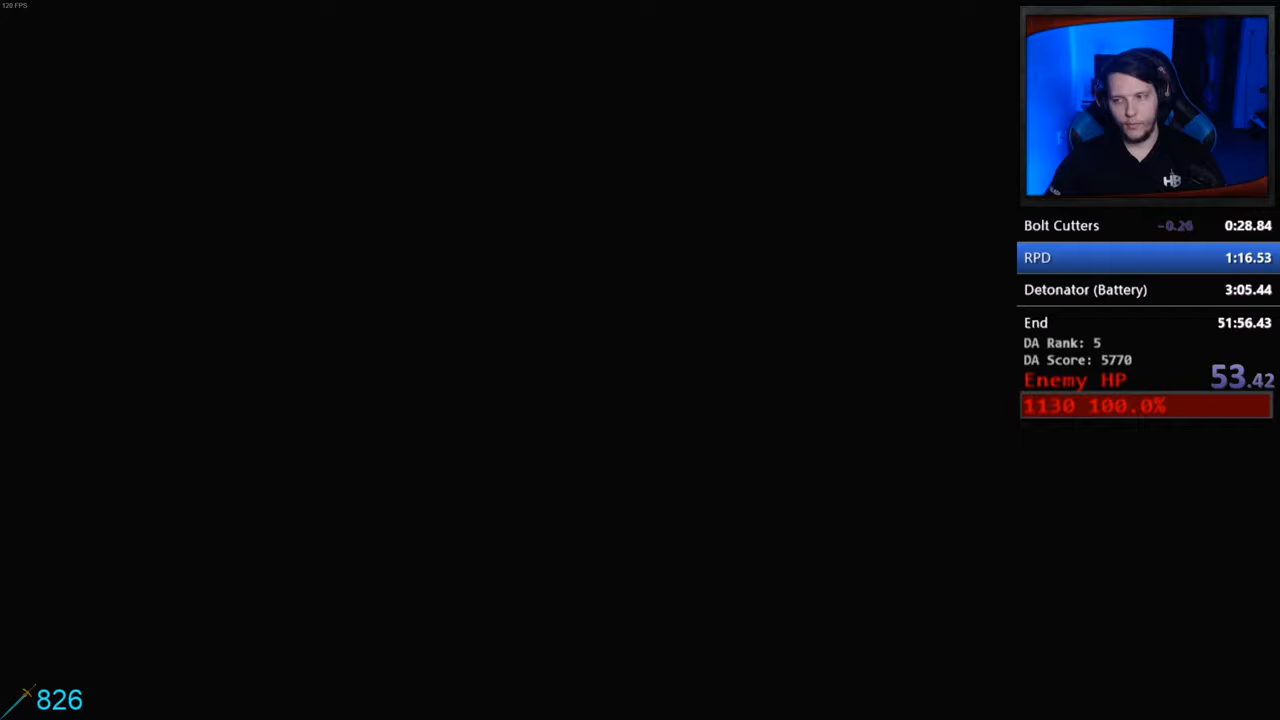 120 FPS
Bolt Cutters -0.26 0:28.84
RPD 1:16.53
Detonator (Battery) 3:05.44
End 51:56.43
DA Rank: 5
DA Score: 5770
Enemy HP 53.42
1130 100.0%
826